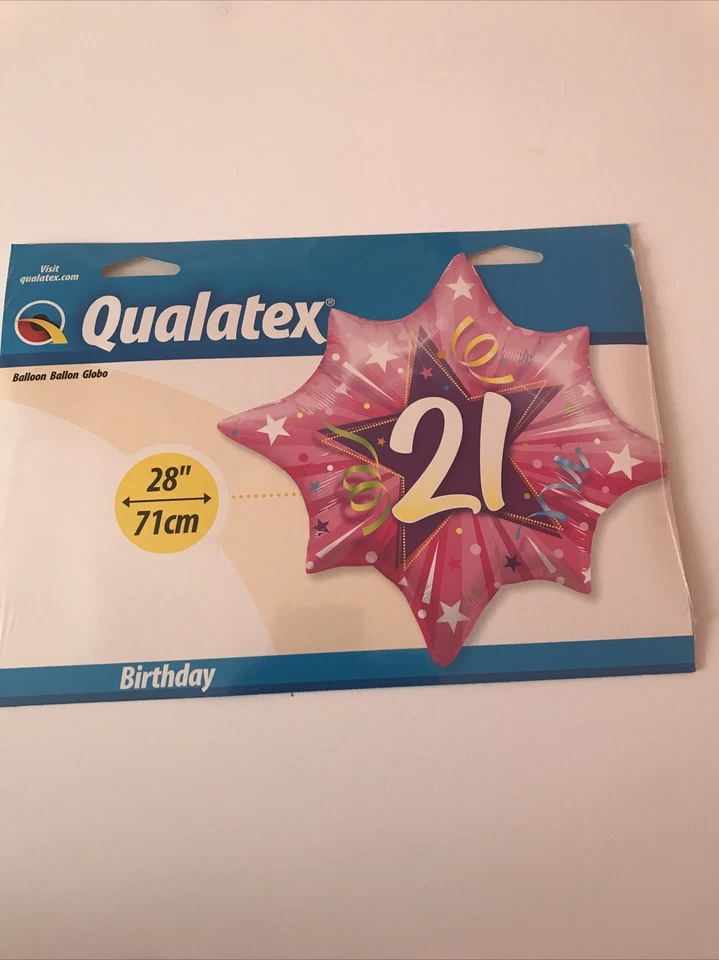 Visit
qualatex.com
Qualatex®
Balloon Ballon Globo
28"
71cm
21
Birthday